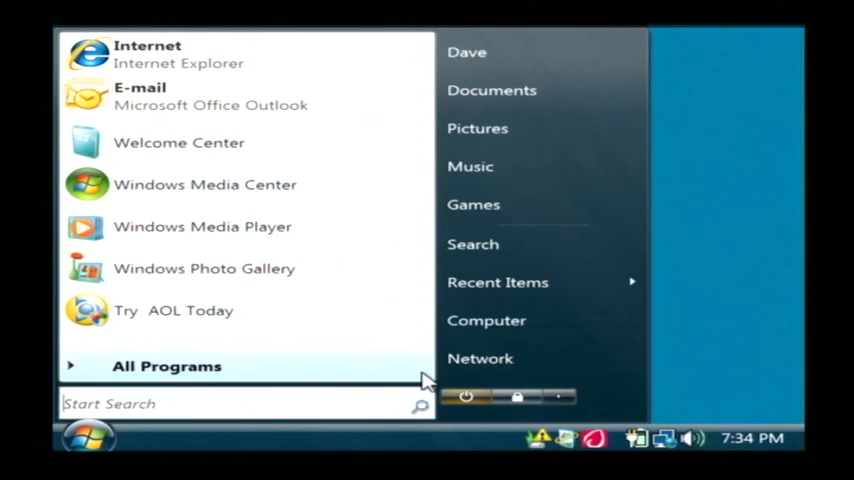 Internet
Internet Explorer
E-mail
Microsoft Office Outlook
Welcome Center
Windows Media Center
Windows Media Player
Windows Photo Gallery
Try AOL Today
All Programs
Start Search
Dave
Documents
Pictures
Music
Games
Search
Recent Items
Computer
Network
7:34 PM